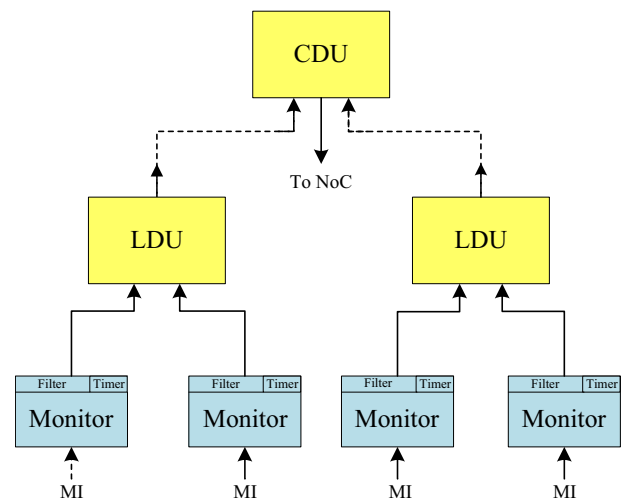 CDU
To NoC
LDU LDU
Filter Timer Filter Timer Filter Timer Filter Timer
Monitor Monitor Monitor Monitor
MI MI MI MI